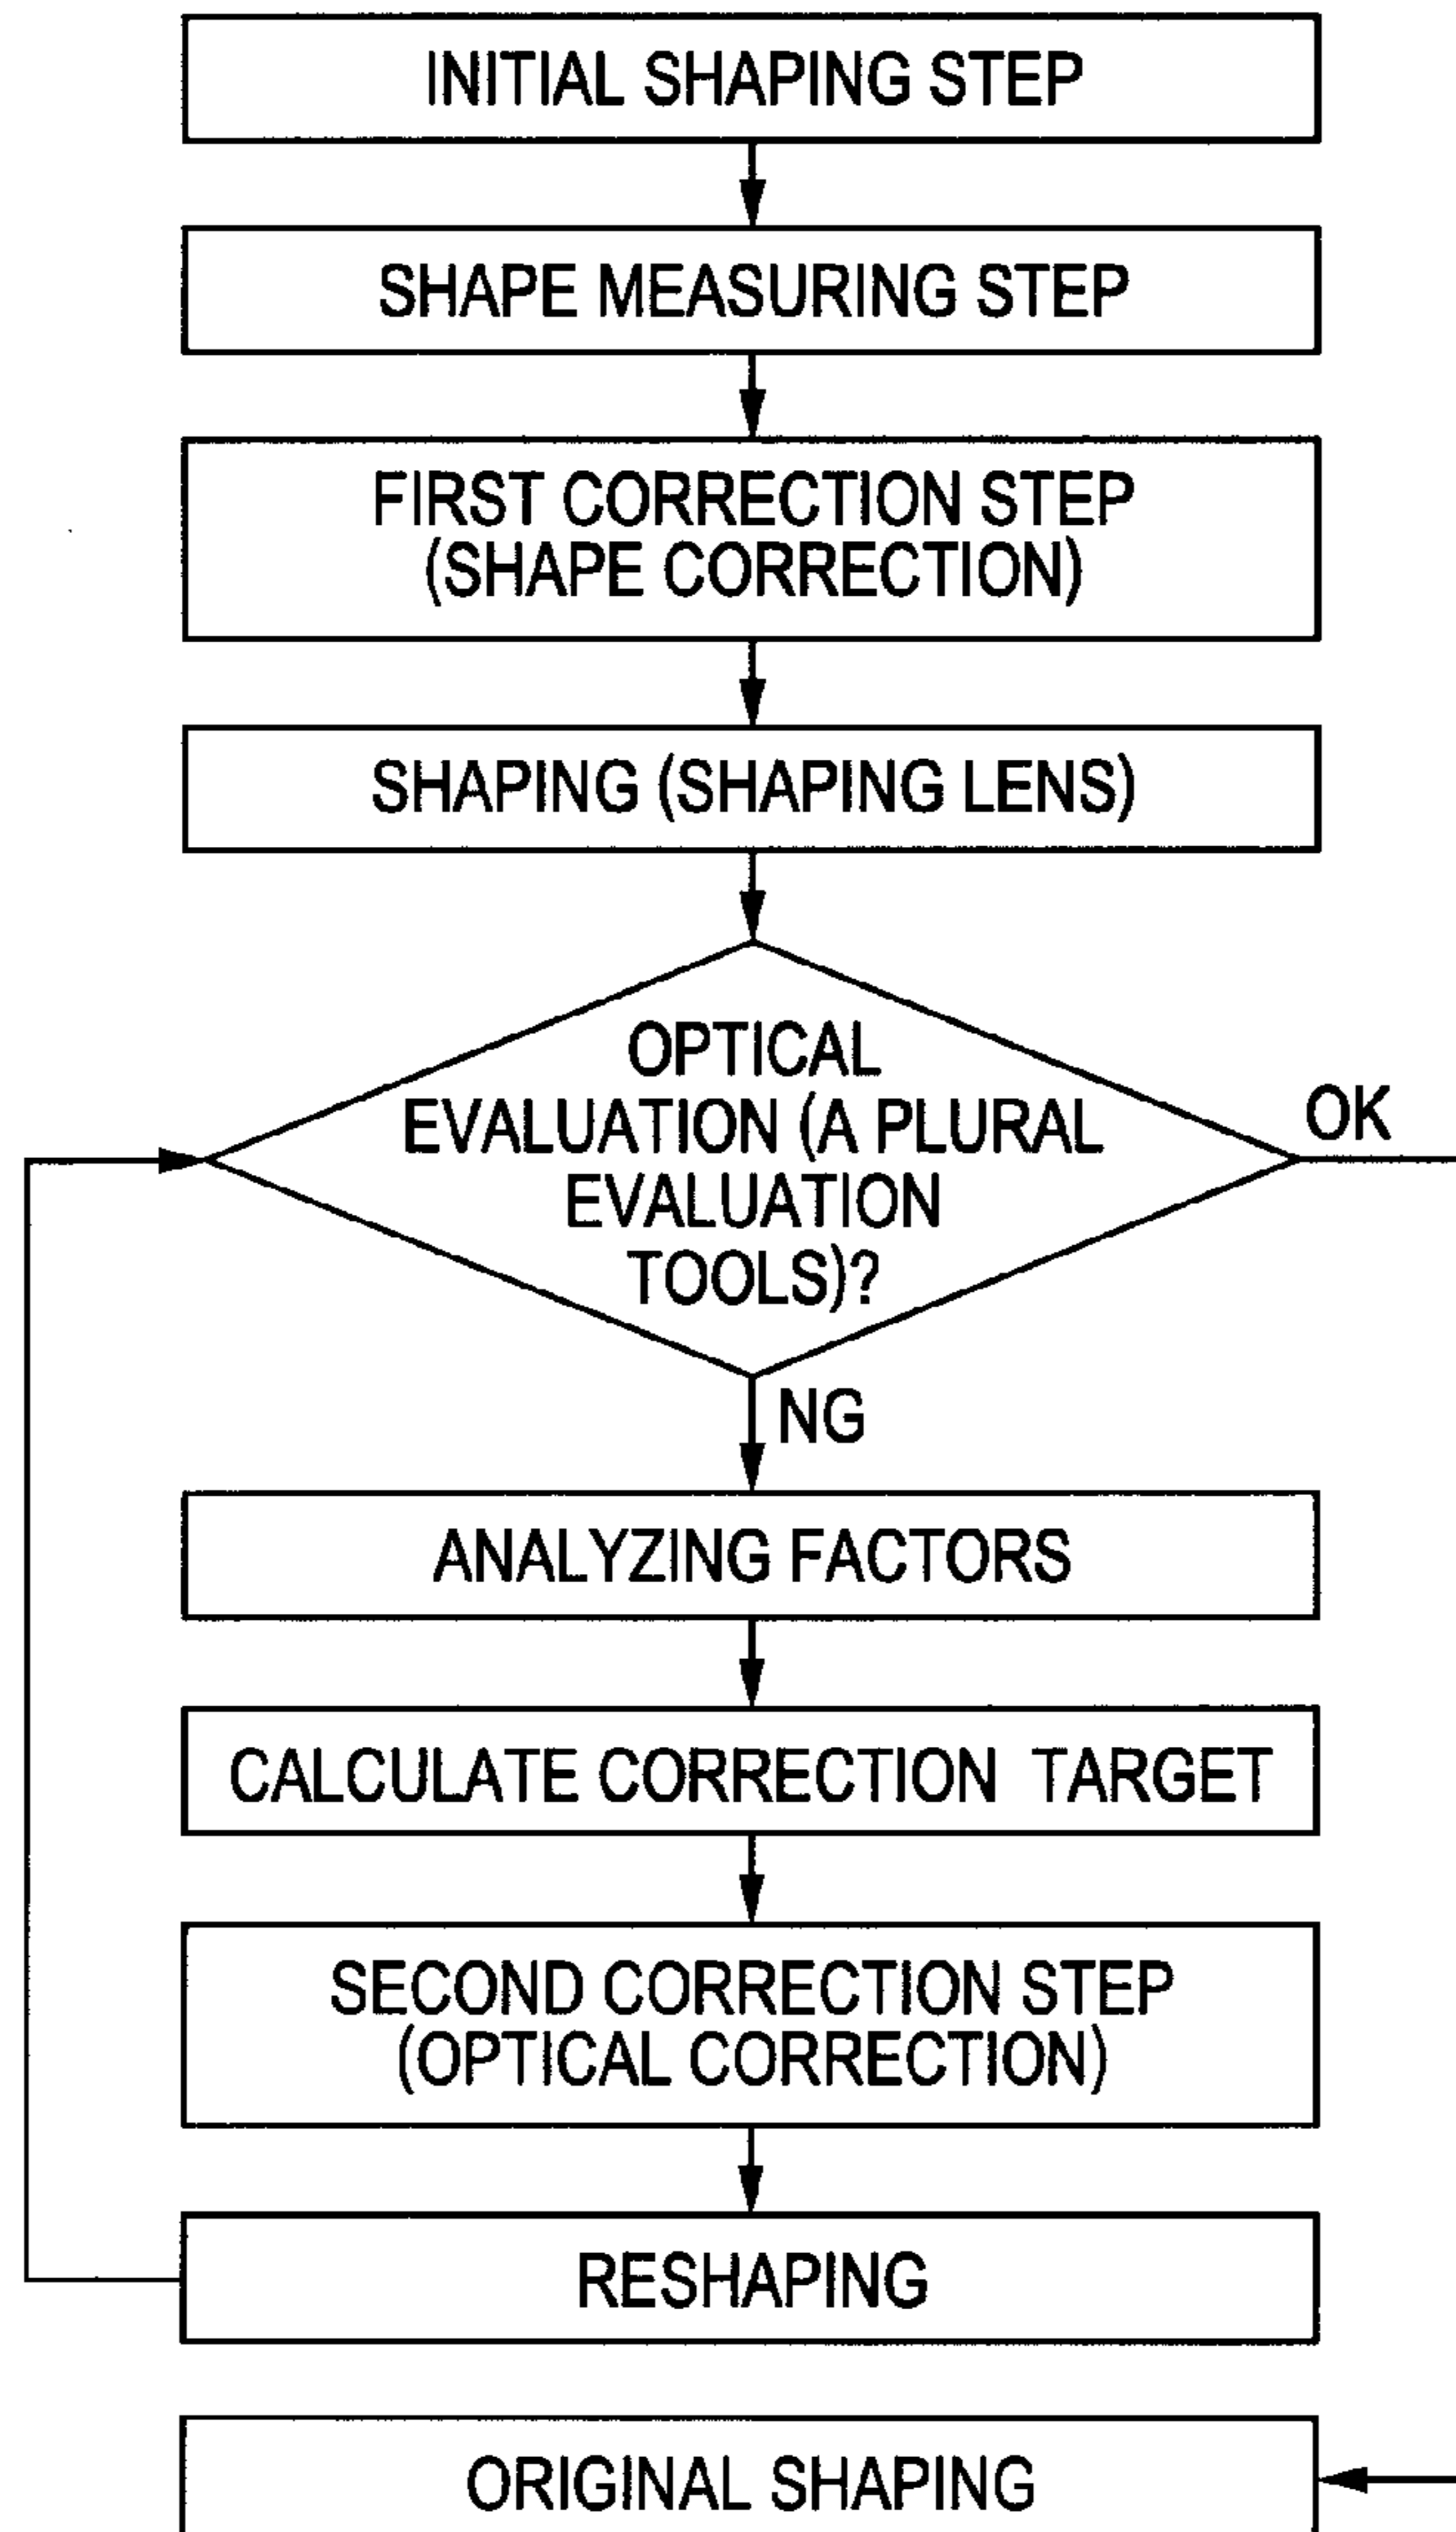 INITIAL SHAPING STEP
SHAPE MEASURING STEP
FIRST CORRECTION STEP
(SHAPE CORRECTION)
SHAPING (SHAPING LENS)
OPTICAL
EVALUATION (A PLURAL
EVALUATION
TOOLS)?
OK
NG
ANALYZING FACTORS
CALCULATE CORRECTION TARGET
SECOND CORRECTION STEP
(OPTICAL CORRECTION)
RESHAPING
ORIGINAL SHAPING